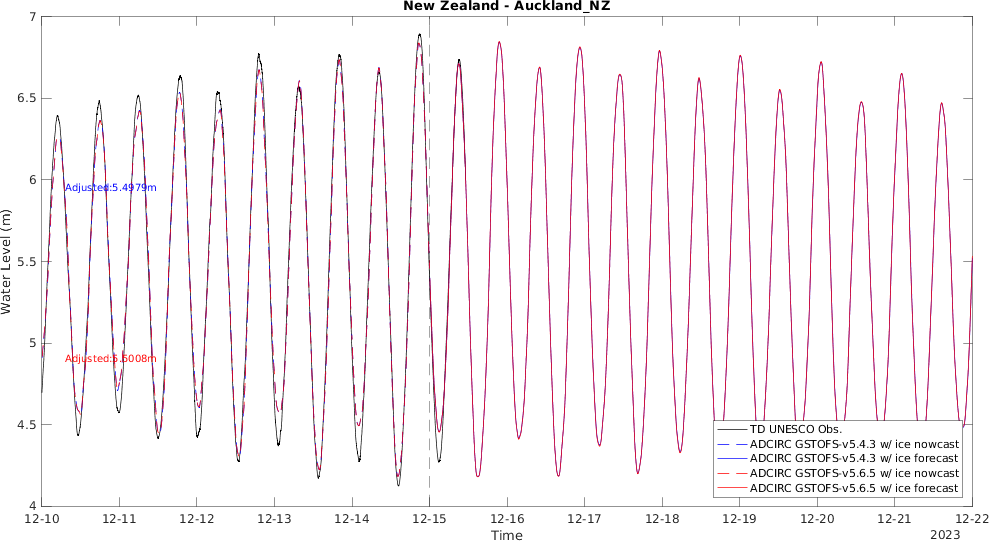 New Zealand - Auckland_NZ
7
6.5
6
5.5
5
4.5
4
Water Level (m)
Adjusted:5.4979m
Adjusted:5.5008m
TD UNESCO Obs.
ADCIRC GSTOFS-v5.4.3 w/ ice nowcast
ADCIRC GSTOFS-v5.4.3 w/ ice forecast
ADCIRC GSTOFS-v5.6.5 w/ ice nowcast
ADCIRC GSTOFS-v5.6.5 w/ ice forecast
12-10 12-11 12-12 12-13 12-14 12-15 12-16 12-17 12-18 12-19 12-20 12-21 12-22
Time
2023